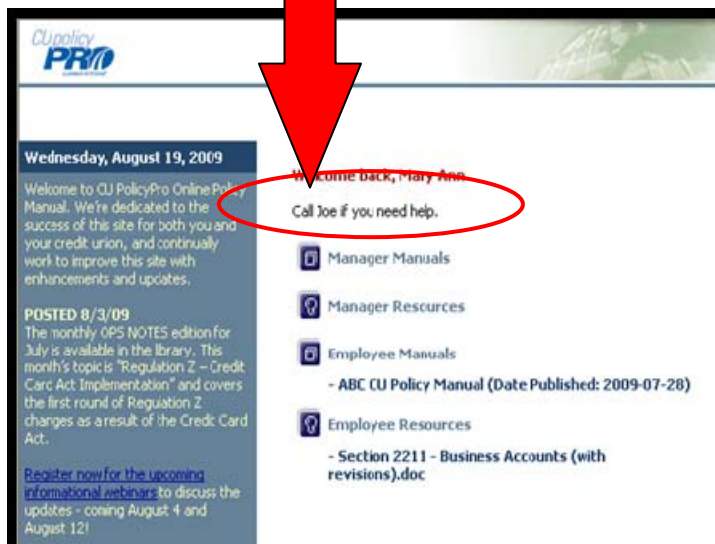 CUpolicy
PRO
Wednesday, August 19, 2009
Welcome to CU PolicyPro Online Policy
Manual. We're dedicated to the
success of this site for both you and
your credit union, and continually
work to improve this site with
enhancements and updates.
POSTED 8/3/09
The monthly OPS NOTES edition for
July is available in the library. This
month's topic is "Regulation Z – Credit
Card Act Implementation" and covers
the first round of Regulation Z
changes as a result of the Credit Card
Act.
Register now for the upcoming
informational webinars to discuss the
updates - coming August 4 and
August 12!
Welcome back, Mary Ann
Call Joe if you need help.
Manager Manuals
Manager Resources
Employee Manuals
- ABC CU Policy Manual (Date Published: 2009-07-28)
Employee Resources
- Section 2211 - Business Accounts (with
revisions).doc